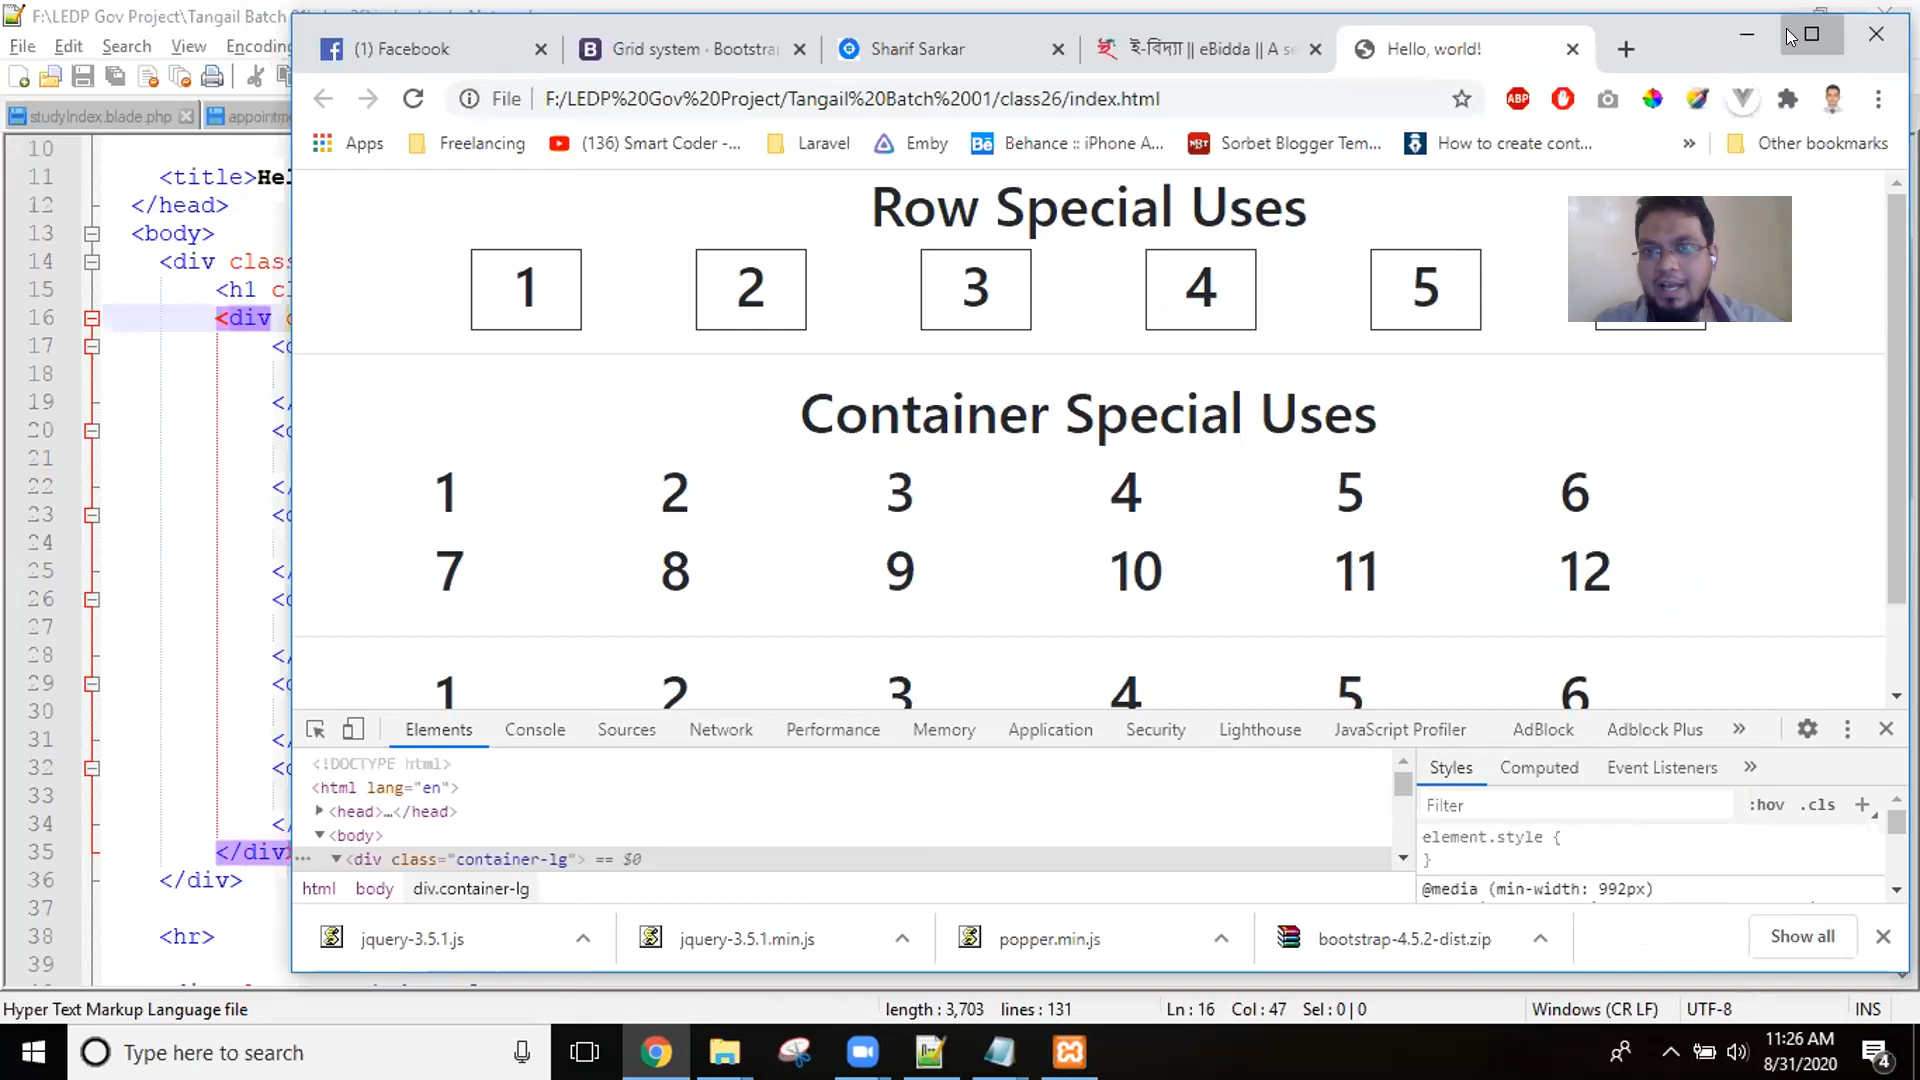 F:\LEDP Gov Project\Tangail Batch
File Edit Search View Encoding
studyIndex.blade.php
appointm
(1) Facebook
Grid system · Bootstra
Sharif Sarkar
ই-বিদ্যা || eBidda || A se
Hello, world!
File F:/LEDP%20Gov%20Project/Tangail%20Batch%2001/class26/index.html
ABP
Apps Freelancing (136) Smart Coder -... Laravel Emby Behance :: iPhone A... Sorbet Blogger Tem... How to create cont... » Other bookmarks
10
11 <title>Hel
12 </head>
13 <body>
14 <div clas
15 <h1 c
16 <div c
17 <d
18
19 </
20 <d
21
22 </
23 <d
24
25 </
26 <d
27
28 </
29 <d
30
31 </
32 <d
33
34 </
35 </div>
36 </div>
37
38 <hr>
39
Row Special Uses
1 2 3 4 5
Container Special Uses
1 2 3 4 5 6
7 8 9 10 11 12
1 2 3 4 5 6
Elements Console Sources Network Performance Memory Application Security Lighthouse JavaScript Profiler AdBlock Adblock Plus »
<!DOCTYPE html>
<html lang="en">
<head>…</head>
<body>
<div class="container-lg"> == $0
html body div.container-lg
Styles Computed Event Listeners »
Filter :hov .cls +
element.style {
}
@media (min-width: 992px)
jquery-3.5.1.js
jquery-3.5.1.min.js
popper.min.js
bootstrap-4.5.2-dist.zip
Show all
Hyper Text Markup Language file length : 3,703 lines : 131 Ln : 16 Col : 47 Sel : 0 | 0 Windows (CR LF) UTF-8 INS
Type here to search
11:26 AM
8/31/2020
4